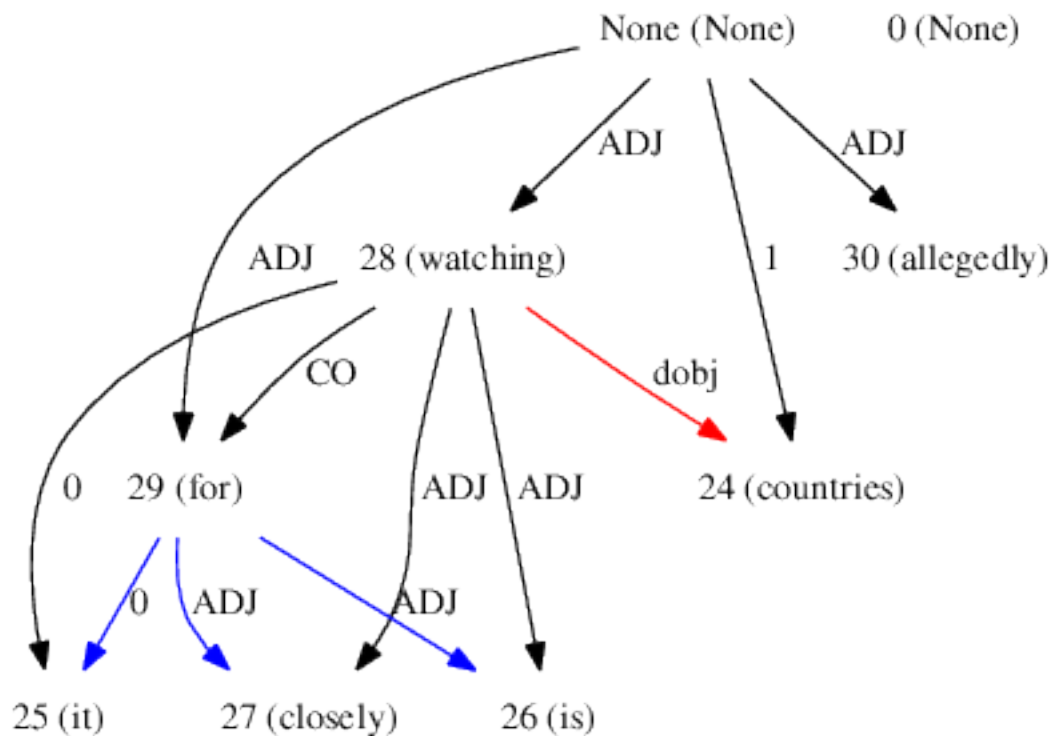 None (None) 0 (None)
ADJ ADJ
ADJ 28 (watching) 1 30 (allegedly)
CO dobj
0 29 (for) ADJ ADJ 24 (countries)
0 ADJ ADJ
25 (it) 27 (closely) 26 (is)